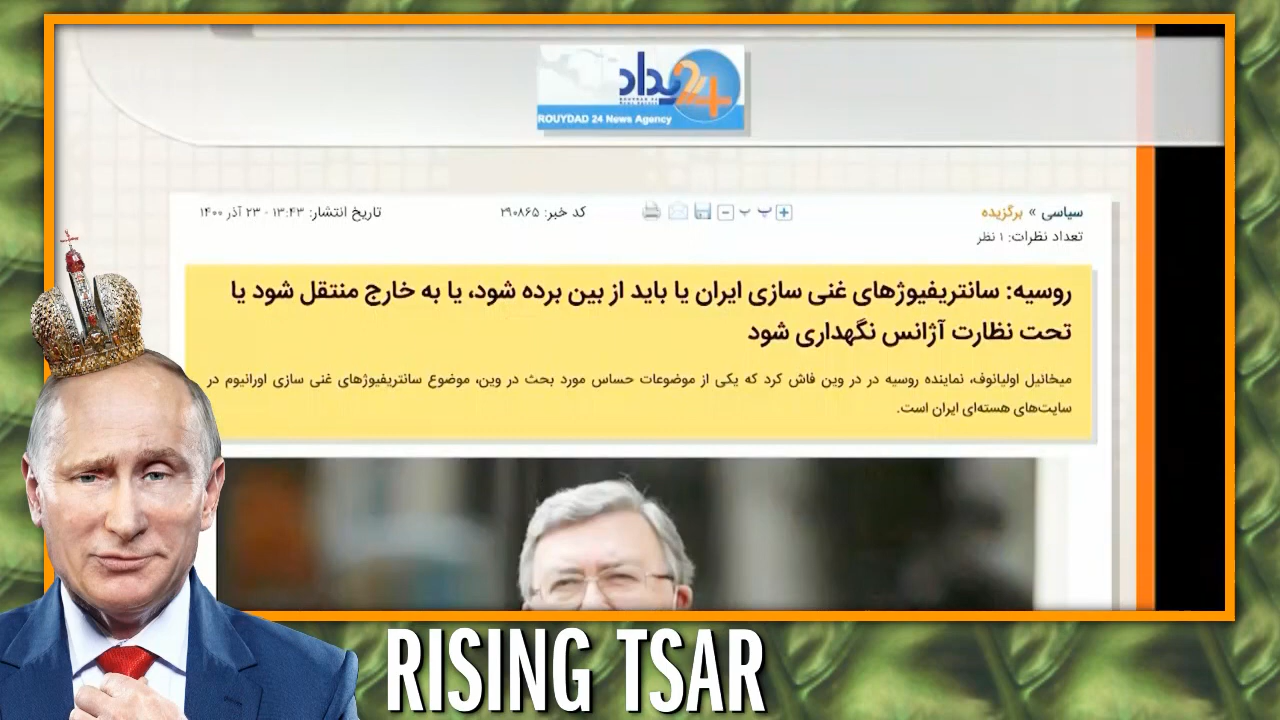 رویداد24
ROUYDAD 24 News Agency
سیاسی » برگزیده
کد خبر: ۲۹۰۸۶۵
تاریخ انتشار: ۱۳:۴۳ - ۲۳ آذر ۱۴۰۰
تعداد نظرات: ۱ نظر
روسیه: سانتریفیوژهای غنی سازی ایران یا باید از بین برده شود، یا به خارج منتقل شود یا
تحت نظارت آژانس نگهداری شود
میخائیل اولیانوف، نماینده روسیه در در وین فاش کرد که یکی از موضوعات حساس مورد بحث در وین، موضوع سانتریفیوژهای غنی سازی اورانیوم در
سایت‌های هسته‌ای ایران است.
RISING TSAR